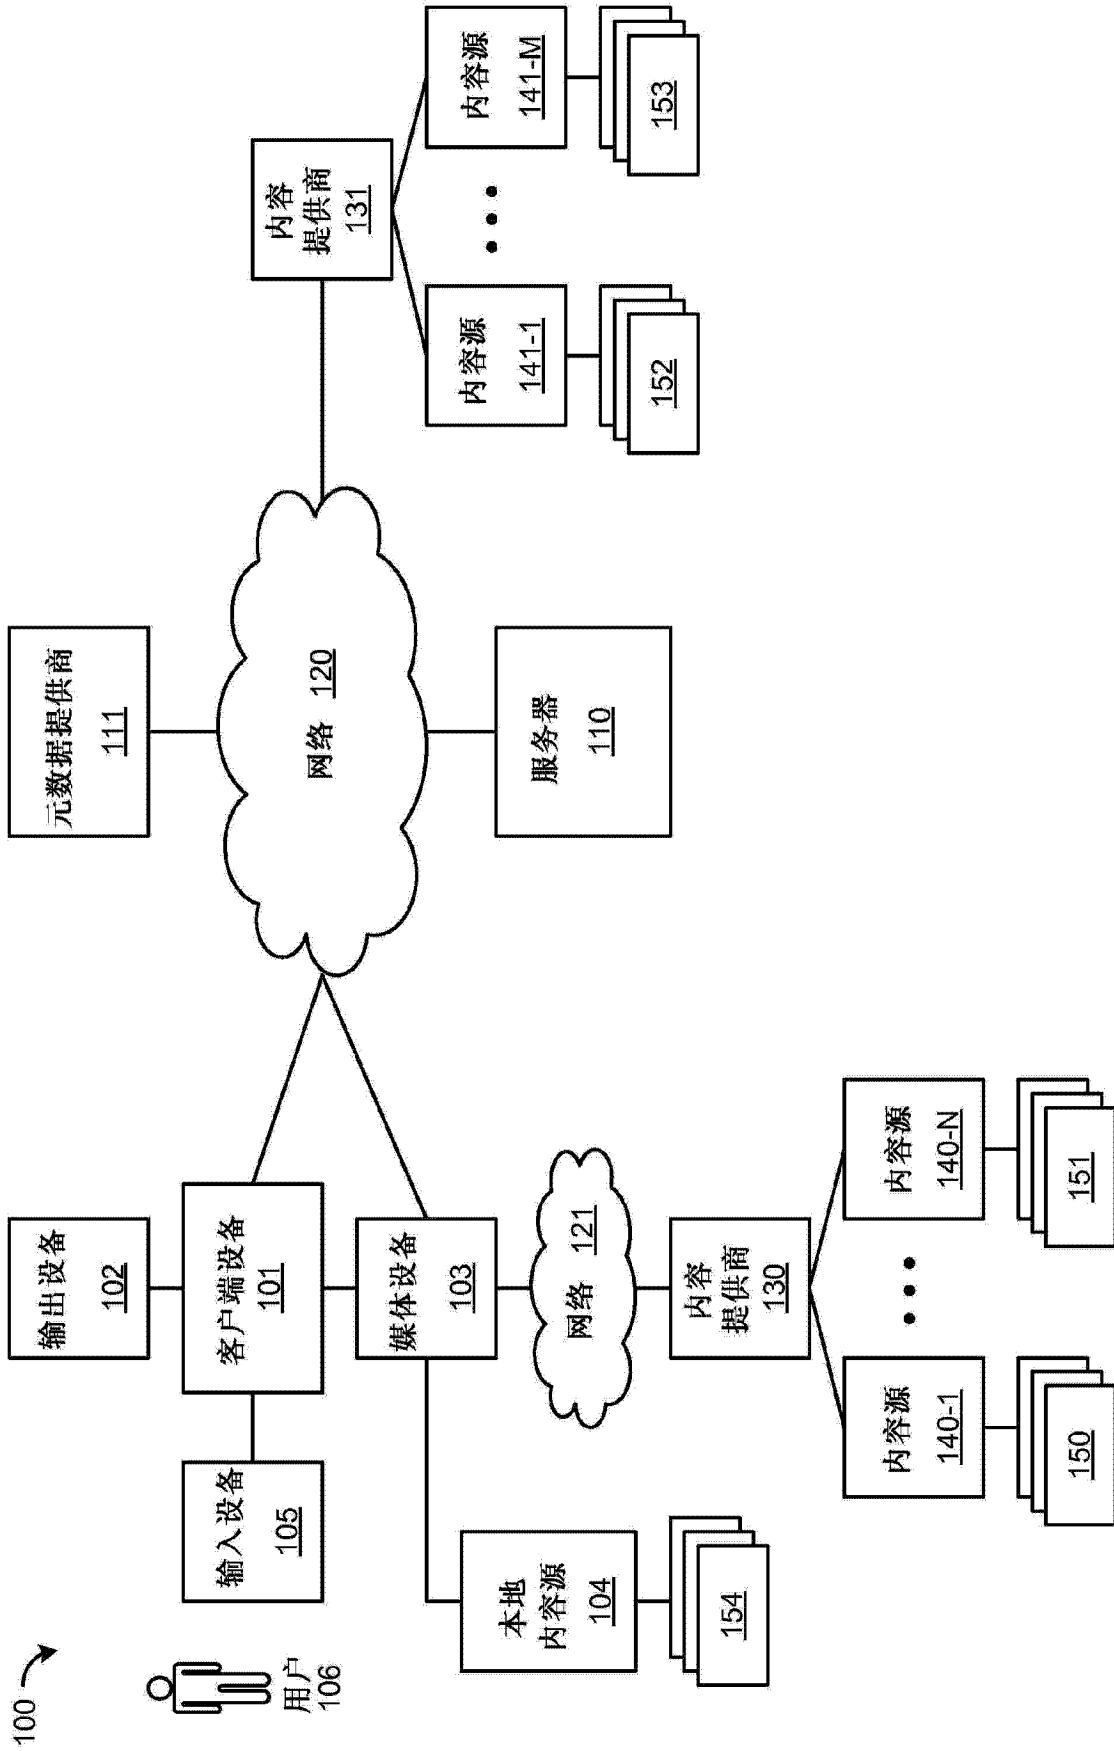 100
用户
106
输入设备
105
输出设备
102
客户端设备
101
媒体设备
103
本地
内容源
104
154
网络 121
内容
提供商
130
内容源
140-1
150
内容源
140-N
151
元数据提供商
111
网络 120
服务器
110
内容
提供商
131
内容源
141-1
152
内容源
141-M
153